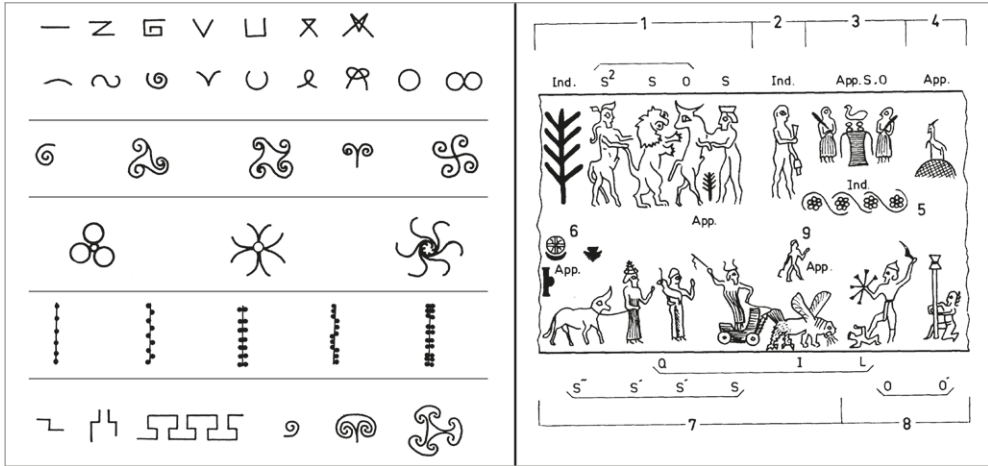 1 2 3 4
Ind. S² S O S Ind. App. S. O App.
Ind.
5
App.
6
9
App.
App.
Q I L
S‴ S″ S′ S O O′
7 8